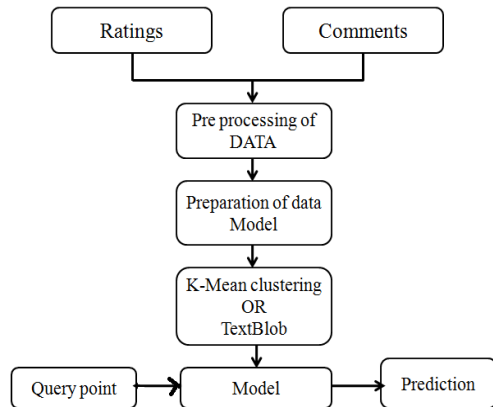 Ratings
Comments
Pre processing of
DATA
Preparation of data
Model
K-Mean clustering
OR
TextBlob
Query point
Model
Prediction